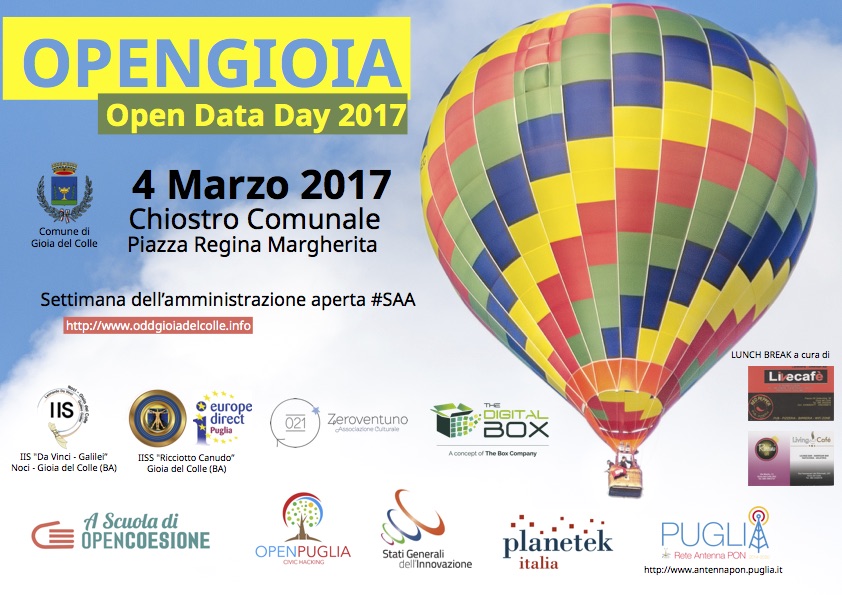 OPENGIOIA
Open Data Day 2017
4 Marzo 2017
Chiostro Comunale
Piazza Regina Margherita
Comune di
Gioia del Colle
Settimana dell'amministrazione aperta #SAA
http://www.oddgioiadelcolle.info
LUNCH BREAK a cura di
Livecafè
Living Cafè
IIS
IIS "Da Vinci - Galilei"
Noci - Gioia del Colle (BA)
europe
direct
Puglia
IISS "Ricciotto Canudo"
Gioia del Colle (BA)
021
Zeroventuno
Associazione Culturale
THE
DIGITAL
BOX
A concept of The Box Company
A Scuola di
OPENCOESIONE
OPENPUGLIA
CIVIC HACKING
Stati Generali
dell'Innovazione
planetek
italia
PUGLIA
Rete Antenna PON
http://www.antennapon.puglia.it